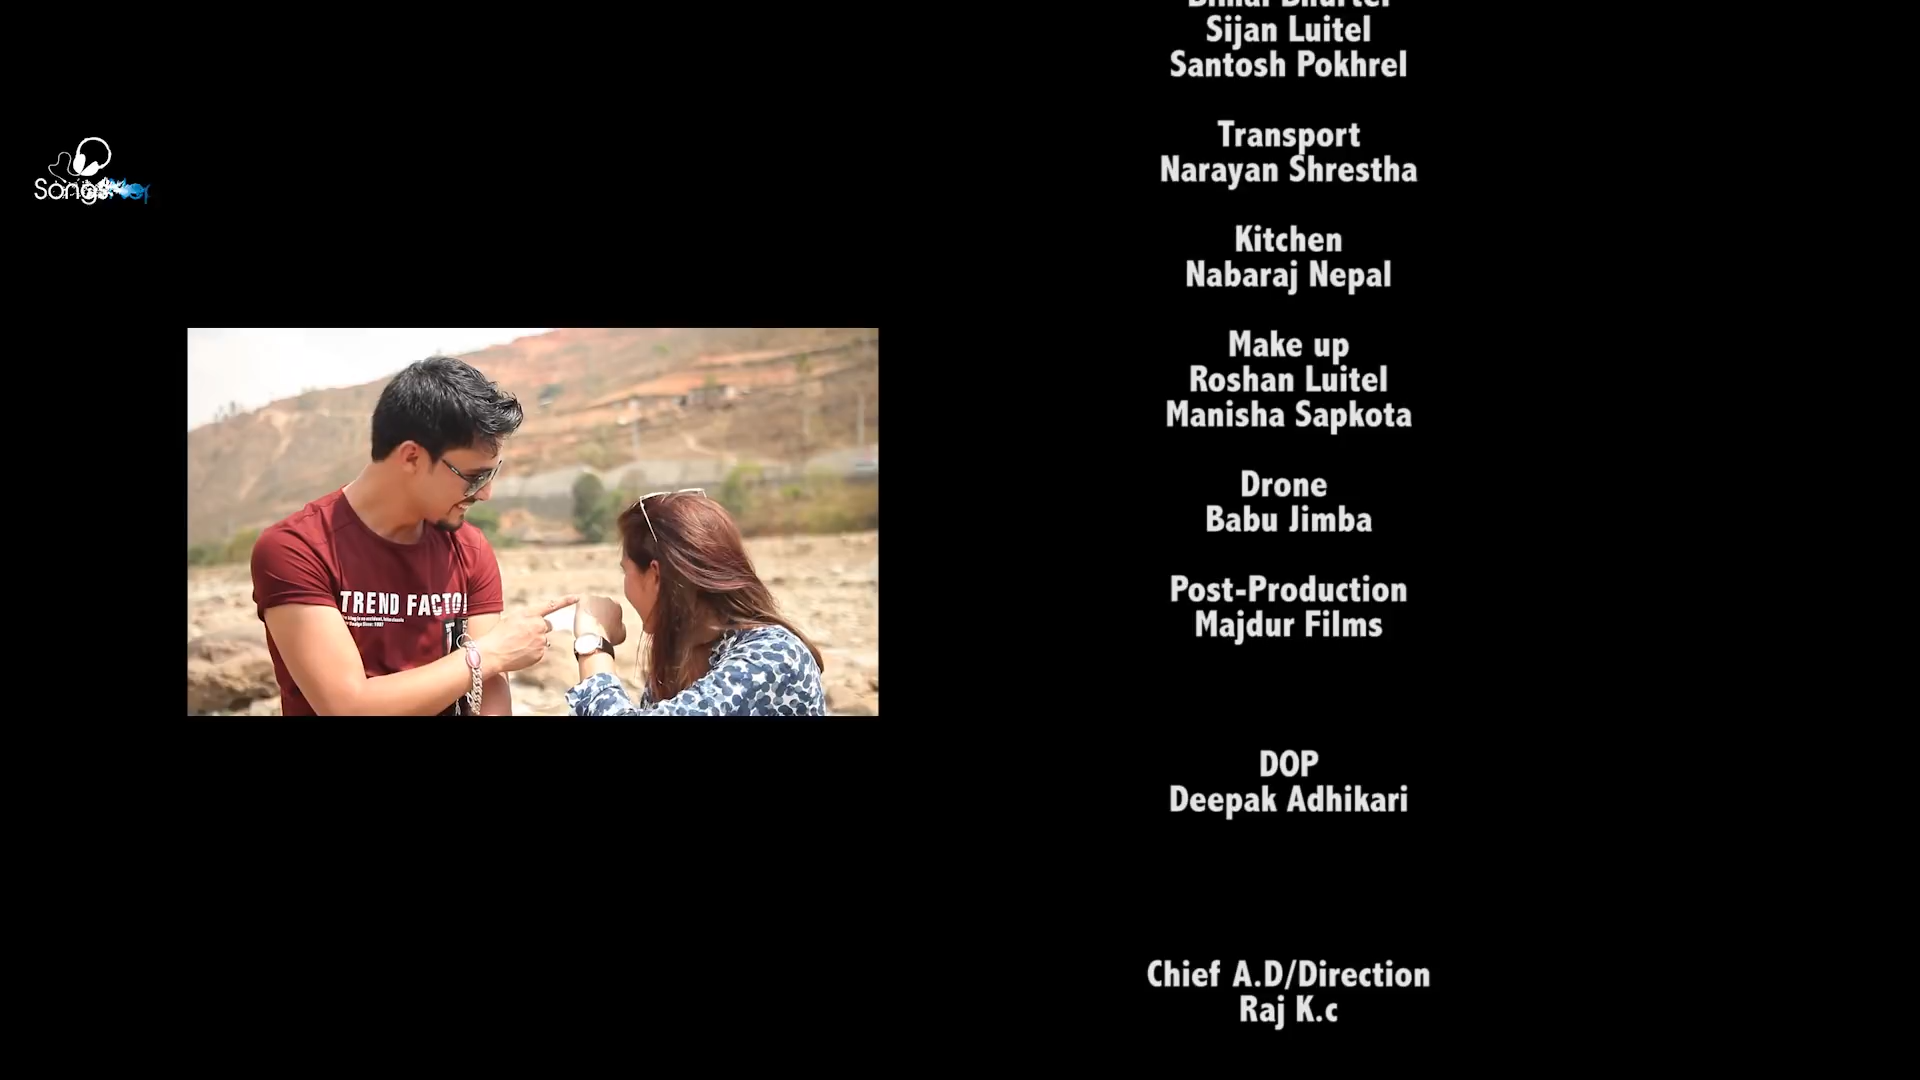 Sijan Luitel
Santosh Pokhrel
Transport
Narayan Shrestha
Kitchen
Nabaraj Nepal
Make up
Roshan Luitel
Manisha Sapkota
Drone
Babu Jimba
Post-Production
Majdur Films
DOP
Deepak Adhikari
Chief A.D/Direction
Raj K.c
TREND FACTO